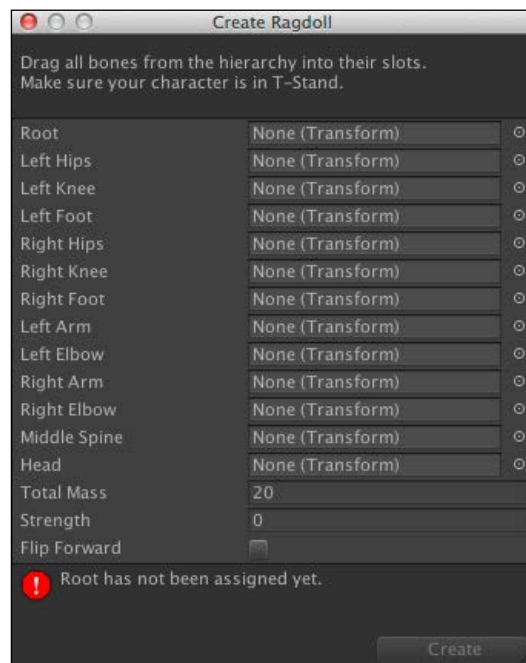 Create Ragdoll
Drag all bones from the hierarchy into their slots.
Make sure your character is in T-Stand.
Root None (Transform)
Left Hips None (Transform)
Left Knee None (Transform)
Left Foot None (Transform)
Right Hips None (Transform)
Right Knee None (Transform)
Right Foot None (Transform)
Left Arm None (Transform)
Left Elbow None (Transform)
Right Arm None (Transform)
Right Elbow None (Transform)
Middle Spine None (Transform)
Head None (Transform)
Total Mass 20
Strength 0
Flip Forward
Root has not been assigned yet.
Create